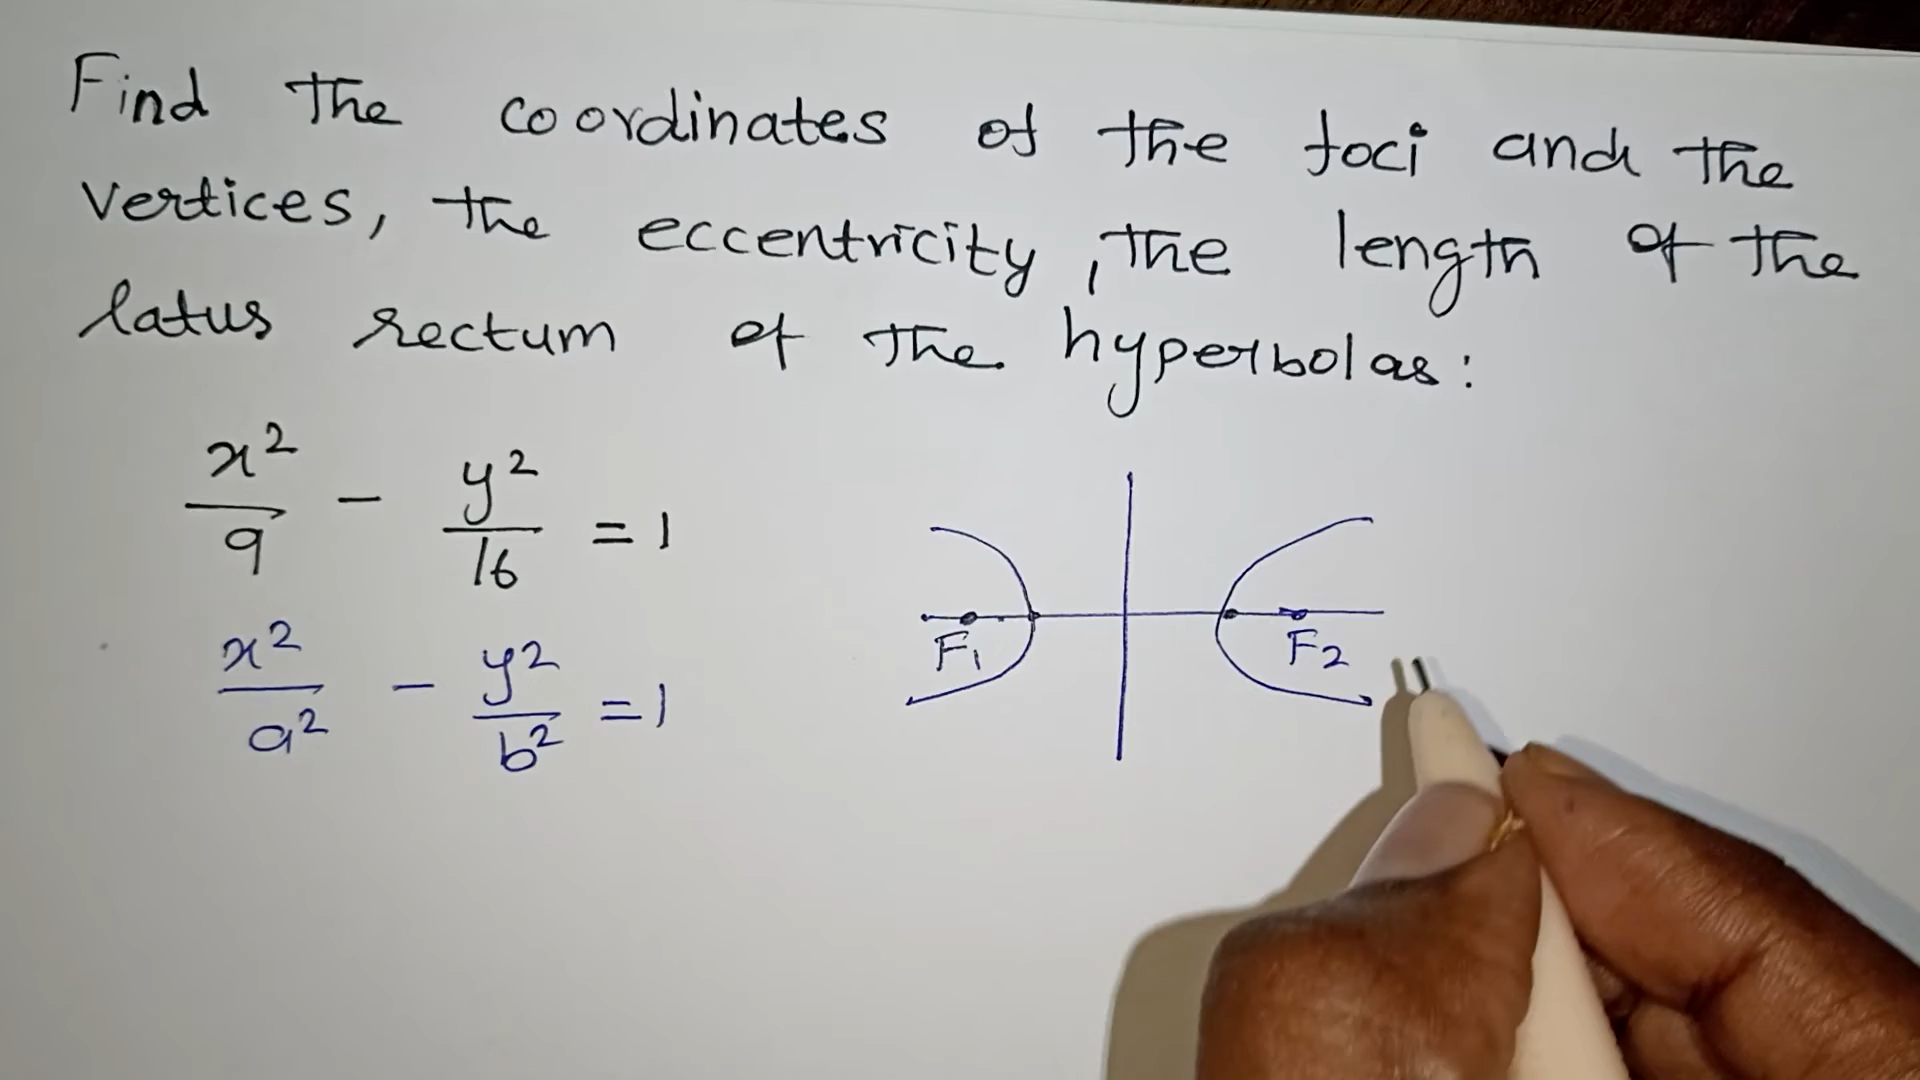 Find the coordinates of the foci and the
vertices, the eccentricity, the length of the
latus rectum of the hyperbolas:
x²/9 - y²/16 = 1
x²/a² - y²/b² = 1
F₁ F₂